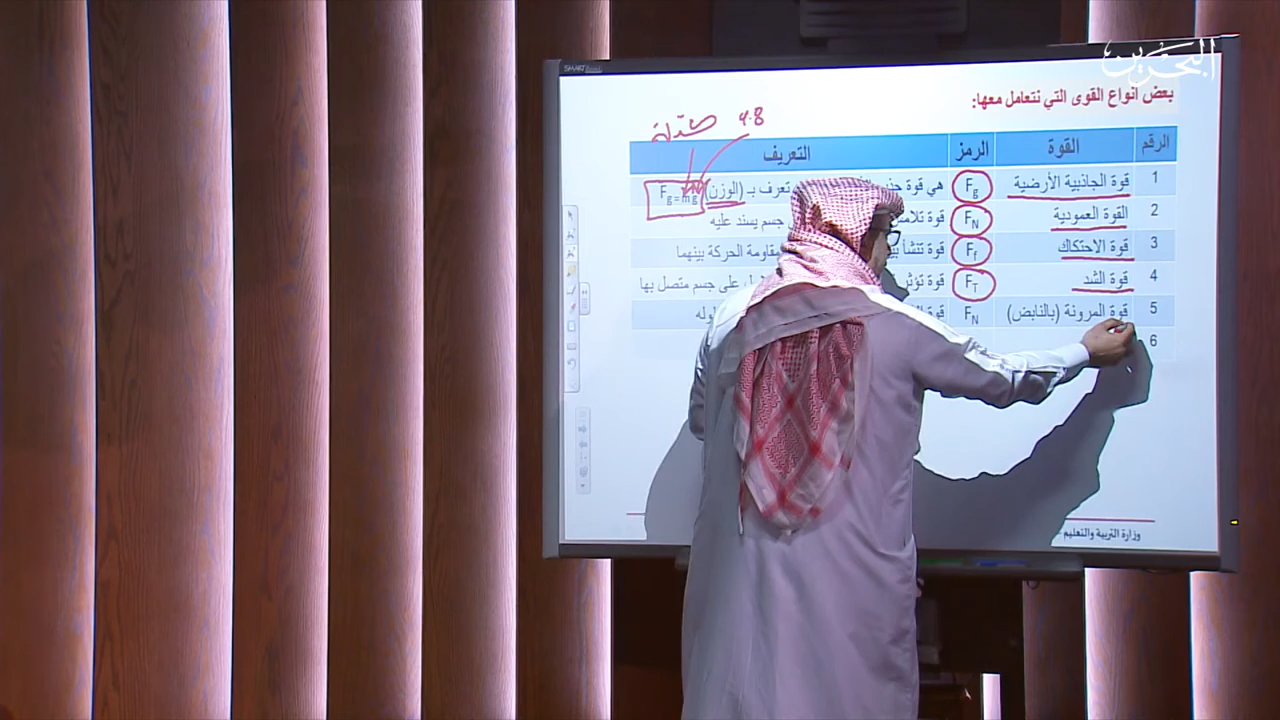 البحرين
SMART Board
بعض انواع القوى التي نتعامل معها:
كتلة 9.8
الرقم القوة الرمز التعريف
1 قوة الجاذبية الأرضية Fg هي قوة تعرف بـ (الوزن) Fg=mg
2 القوة العمودية FN قوة جسم يسند عليه
3 قوة الاحتكاك Ff قوة تنشأ مقاومة الحركة بينهما
4 قوة الشد FT قوة تؤثر على جسم متصل بها
5 قوة المرونة (بالنابض) FN
6
وزارة التربية والتعليم -